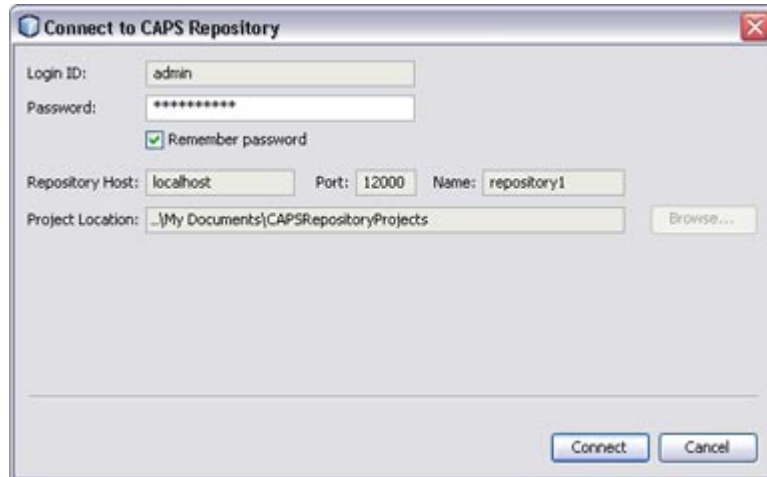 Connect to CAPS Repository
Login ID: admin
Password: **********
Remember password
Repository Host: localhost Port: 12000 Name: repository1
Project Location: ..\My Documents\CAPSRepositoryProjects Browse...
Connect Cancel